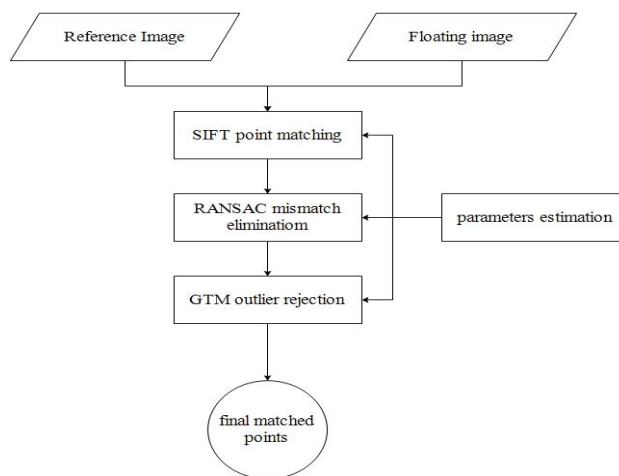 Reference Image
Floating image
SIFT point matching
RANSAC mismatch
eliminatiom
parameters estimation
GTM outlier rejection
final matched
points